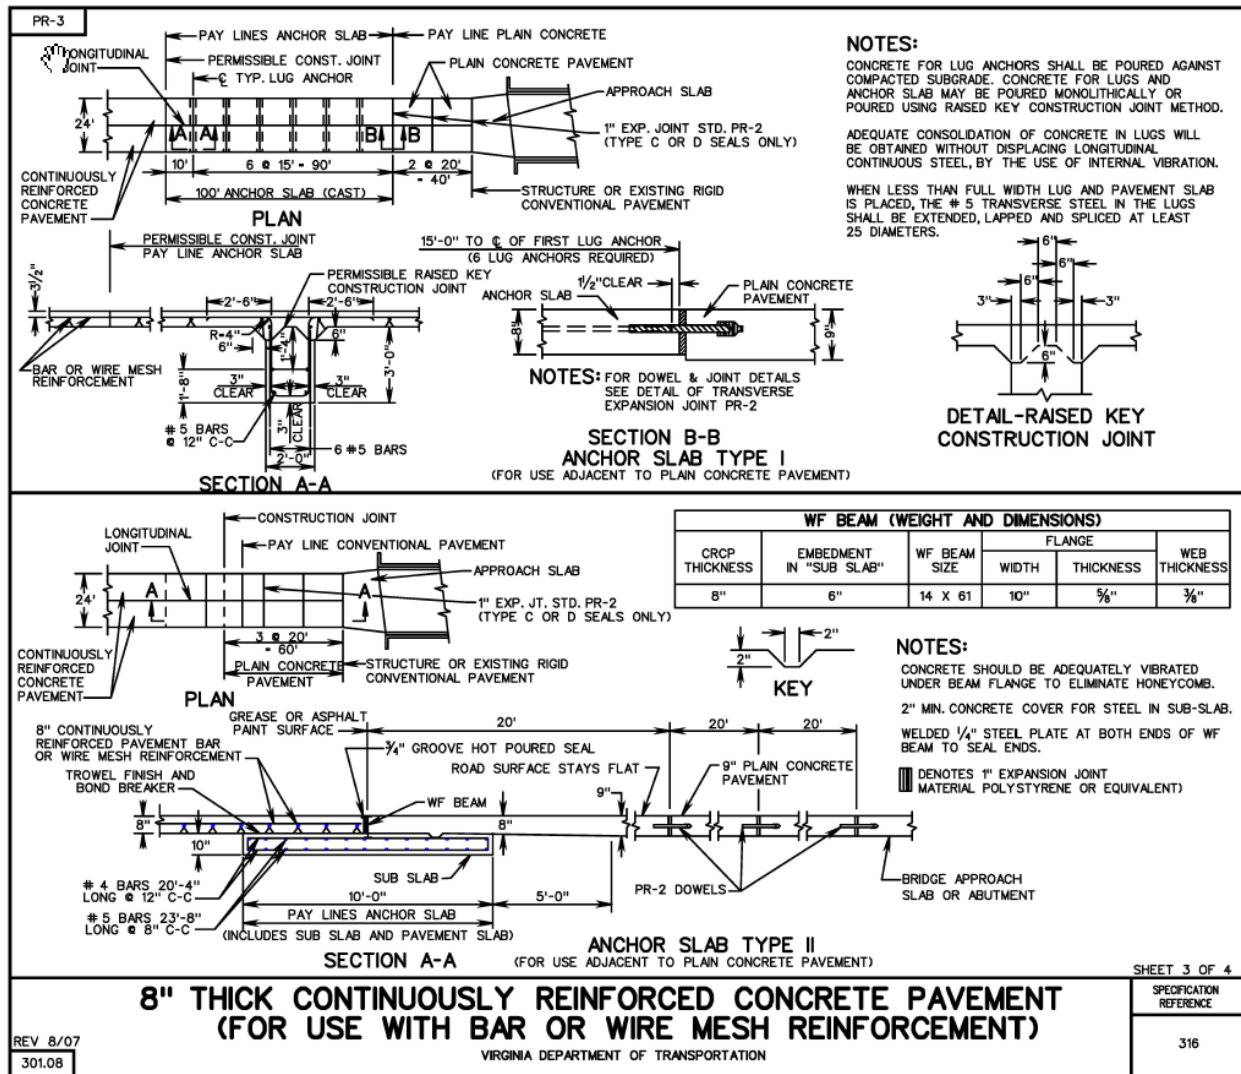 PR-3
PAY LINES ANCHOR SLAB
PAY LINE PLAIN CONCRETE
LONGITUDINAL
JOINT
PERMISSIBLE CONST. JOINT
℄ TYP. LUG ANCHOR
PLAIN CONCRETE PAVEMENT
APPROACH SLAB
24'
A
A
B
B
1" EXP. JOINT STD. PR-2
(TYPE C OR D SEALS ONLY)
10'
6 @ 15' - 90'
2 @ 20'
- 40'
CONTINUOUSLY
REINFORCED
CONCRETE
PAVEMENT
100' ANCHOR SLAB (CAST)
STRUCTURE OR EXISTING RIGID
CONVENTIONAL PAVEMENT
PLAN
NOTES:
CONCRETE FOR LUG ANCHORS SHALL BE POURED AGAINST
COMPACTED SUBGRADE. CONCRETE FOR LUGS AND
ANCHOR SLAB MAY BE POURED MONOLITHICALLY OR
POURED USING RAISED KEY CONSTRUCTION JOINT METHOD.
ADEQUATE CONSOLIDATION OF CONCRETE IN LUGS WILL
BE OBTAINED WITHOUT DISPLACING LONGITUDINAL
CONTINUOUS STEEL, BY THE USE OF INTERNAL VIBRATION.
WHEN LESS THAN FULL WIDTH LUG AND PAVEMENT SLAB
IS PLACED, THE # 5 TRANSVERSE STEEL IN THE LUGS
SHALL BE EXTENDED, LAPPED AND SPLICED AT LEAST
25 DIAMETERS.
PERMISSIBLE CONST. JOINT
PAY LINE ANCHOR SLAB
3½"
PERMISSIBLE RAISED KEY
CONSTRUCTION JOINT
2'-6"
2'-6"
R=4"
6"
6"
1'-4"
3'-0"
BAR OR WIRE MESH
REINFORCEMENT
1'-8"
3"
CLEAR
3"
CLEAR
3"
CLEAR
# 5 BARS
@ 12" C-C
6 #5 BARS
2'-0"
SECTION A-A
15'-0" TO ℄ OF FIRST LUG ANCHOR
(6 LUG ANCHORS REQUIRED)
1½"CLEAR
ANCHOR SLAB
PLAIN CONCRETE
PAVEMENT
8"
9"
NOTES: FOR DOWEL & JOINT DETAILS
SEE DETAIL OF TRANSVERSE
EXPANSION JOINT PR-2
SECTION B-B
ANCHOR SLAB TYPE I
(FOR USE ADJACENT TO PLAIN CONCRETE PAVEMENT)
6"
6"
3"
3"
6"
DETAIL-RAISED KEY
CONSTRUCTION JOINT
CONSTRUCTION JOINT
LONGITUDINAL
JOINT
PAY LINE CONVENTIONAL PAVEMENT
APPROACH SLAB
24'
A
A
1" EXP. JT. STD. PR-2
(TYPE C OR D SEALS ONLY)
3 @ 20'
- 60'
CONTINUOUSLY
REINFORCED
CONCRETE
PAVEMENT
PLAIN CONCRETE
PAVEMENT
STRUCTURE OR EXISTING RIGID
CONVENTIONAL PAVEMENT
PLAN
WF BEAM (WEIGHT AND DIMENSIONS)
CRCP
THICKNESS
EMBEDMENT
IN "SUB SLAB"
WF BEAM
SIZE
FLANGE
WIDTH
THICKNESS
WEB
THICKNESS
8"
6"
14 X 61
10"
⅝"
⅜"
2"
2"
KEY
NOTES:
CONCRETE SHOULD BE ADEQUATELY VIBRATED
UNDER BEAM FLANGE TO ELIMINATE HONEYCOMB.
2" MIN. CONCRETE COVER FOR STEEL IN SUB-SLAB.
WELDED ¼" STEEL PLATE AT BOTH ENDS OF WF
BEAM TO SEAL ENDS.
DENOTES 1" EXPANSION JOINT
MATERIAL POLYSTYRENE OR EQUIVALENT)
GREASE OR ASPHALT
PAINT SURFACE
20'
20'
20'
8" CONTINUOUSLY
REINFORCED PAVEMENT BAR
OR WIRE MESH REINFORCEMENT
¾" GROOVE HOT POURED SEAL
ROAD SURFACE STAYS FLAT
9" PLAIN CONCRETE
PAVEMENT
TROWEL FINISH AND
BOND BREAKER
WF BEAM
9"
8"
8"
10"
SUB SLAB
# 4 BARS 20'-4"
LONG @ 12" C-C
# 5 BARS 23'-8"
LONG @ 8" C-C
10'-0"
5'-0"
PR-2 DOWELS
BRIDGE APPROACH
SLAB OR ABUTMENT
PAY LINES ANCHOR SLAB
(INCLUDES SUB SLAB AND PAVEMENT SLAB)
SECTION A-A
ANCHOR SLAB TYPE II
(FOR USE ADJACENT TO PLAIN CONCRETE PAVEMENT)
SHEET 3 OF 4
8" THICK CONTINUOUSLY REINFORCED CONCRETE PAVEMENT
(FOR USE WITH BAR OR WIRE MESH REINFORCEMENT)
VIRGINIA DEPARTMENT OF TRANSPORTATION
SPECIFICATION
REFERENCE
316
REV 8/07
301.08